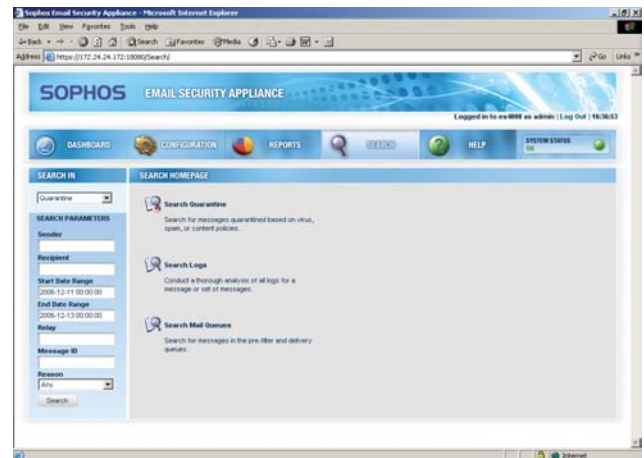 Sophos Email Security Appliance - Microsoft Internet Explorer
File Edit View Favorites Tools Help
Back Search Favorites Media
Address https://172.24.24.172:18080/Search/ Go Links »
SOPHOS EMAIL SECURITY APPLIANCE
Logged in to es4000 as admin | Log Out | 16:36:53
DASHBOARD CONFIGURATION REPORTS SEARCH HELP SYSTEM STATUS
OK
SEARCH IN
Quarantine
SEARCH PARAMETERS
Sender
Recipient
Start Date Range
2006-12-11 00:00:00
End Date Range
2006-12-13 00:00:00
Relay
Message ID
Reason
Any
Search
SEARCH HOMEPAGE
Search Quarantine
Search for messages quarantined based on virus,
spam, or content policies.
Search Logs
Conduct a thorough analysis of all logs for a
message or set of messages.
Search Mail Queues
Search for messages in the pre-filter and delivery
queues.
Internet